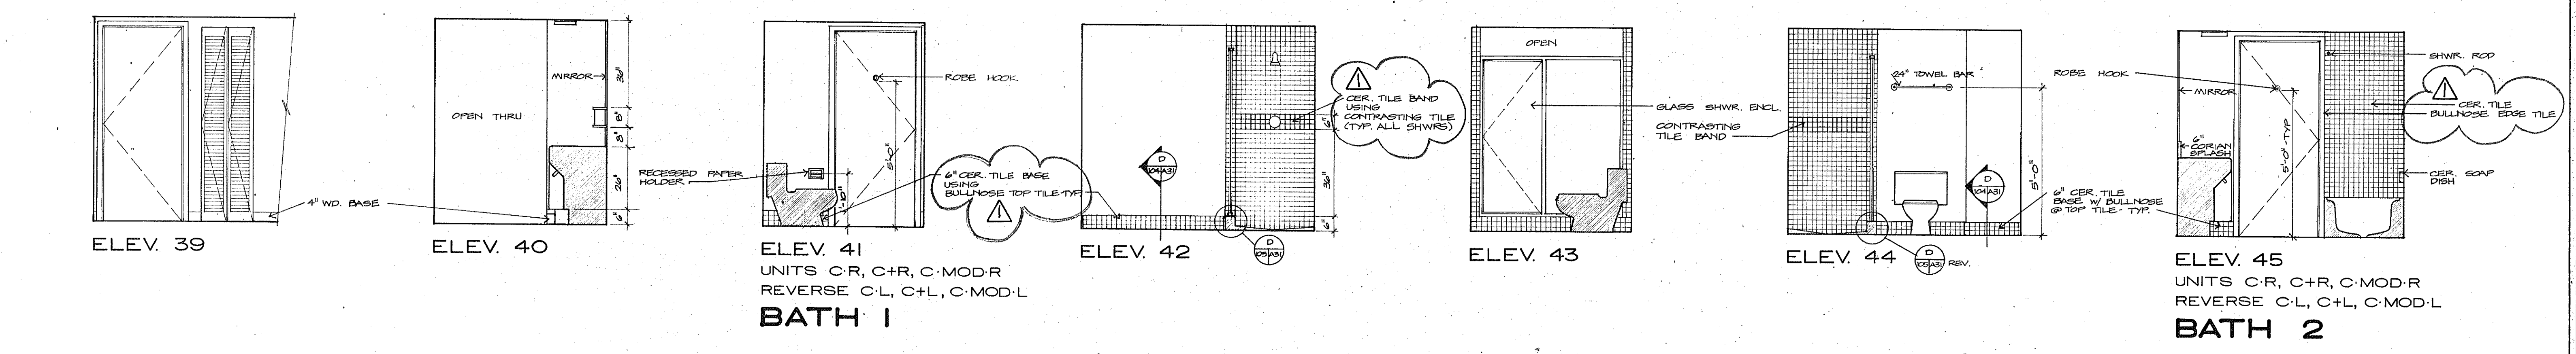 ELEV. 39
4" WD. BASE
OPEN THRU
MIRROR
36"
8"
8"
26"
6"
ELEV. 40
RECESSED PAPER
HOLDER
ROBE HOOK
5'-0"
6" CER. TILE BASE
USING
BULLNOSE TOP TILE-TYP.
1
ELEV. 41
UNITS C·R, C+R, C·MOD·R
REVERSE C·L, C+L, C·MOD·L
BATH 1
D
104 A31
1
CER. TILE BAND
USING
CONTRASTING TILE
(TYP. ALL SHWRS)
6"
36"
6"
ELEV. 42
D
105 A31
OPEN
GLASS SHWR. ENCL.
CONTRASTING
TILE BAND
ELEV. 43
24" TOWEL BAR
D
104 A31
5'-0"
6" CER. TILE
BASE W/ BULLNOSE
@ TOP TILE - TYP.
ELEV. 44
D
105 A31
REV.
ROBE HOOK
MIRROR
6"
CORIAN
SPLASH
5'-0" - TYP
SHWR. ROD
1
CER. TILE
BULLNOSE EDGE TILE
CER. SOAP
DISH
ELEV. 45
UNITS C·R, C+R, C·MOD·R
REVERSE C·L, C+L, C·MOD·L
BATH 2